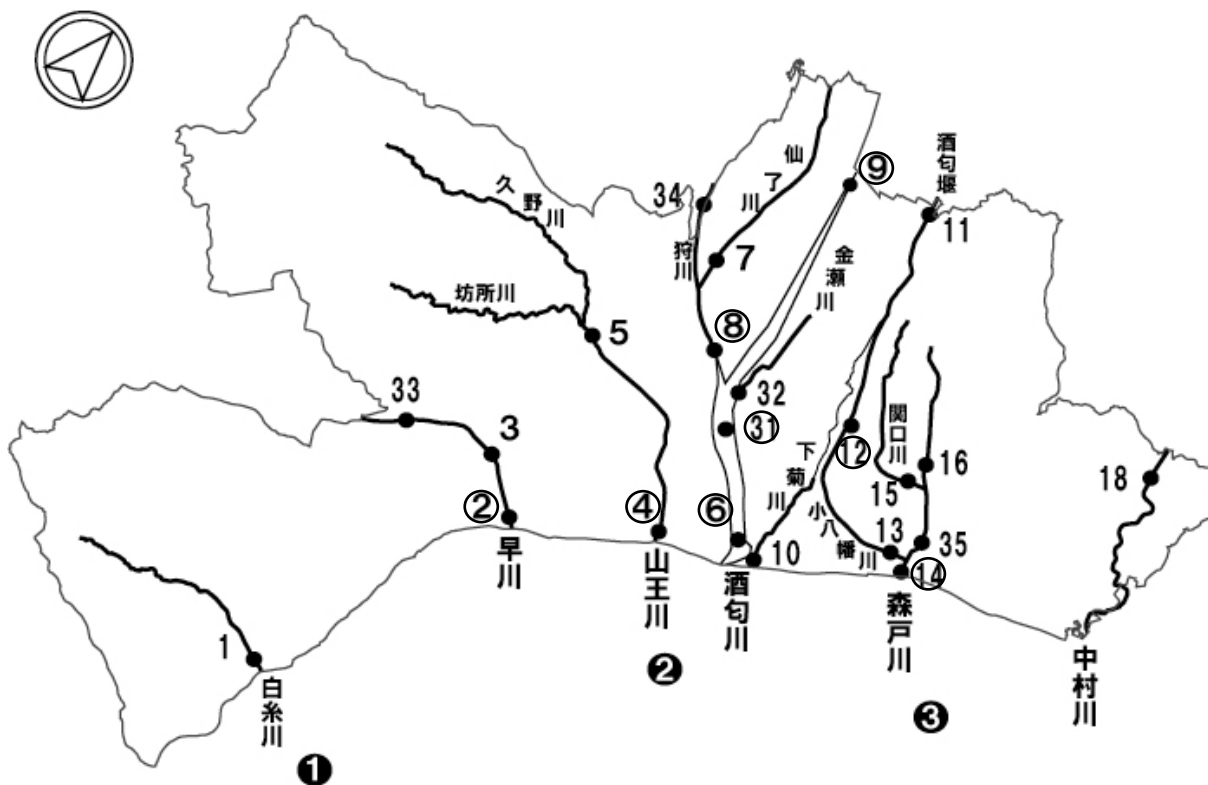 久野川
坊所川
仙了川
狩川
金瀬川
酒匂堰
下菊川
小八幡川
関口川
34
⑨
11
7
5
⑧
33
32
㉛
3
⑫
16
15
18
②
④
⑥
10
13
35
⑭
早川
山王川
酒匂川
森戸川
中村川
1
白糸川
❶
❷
❸